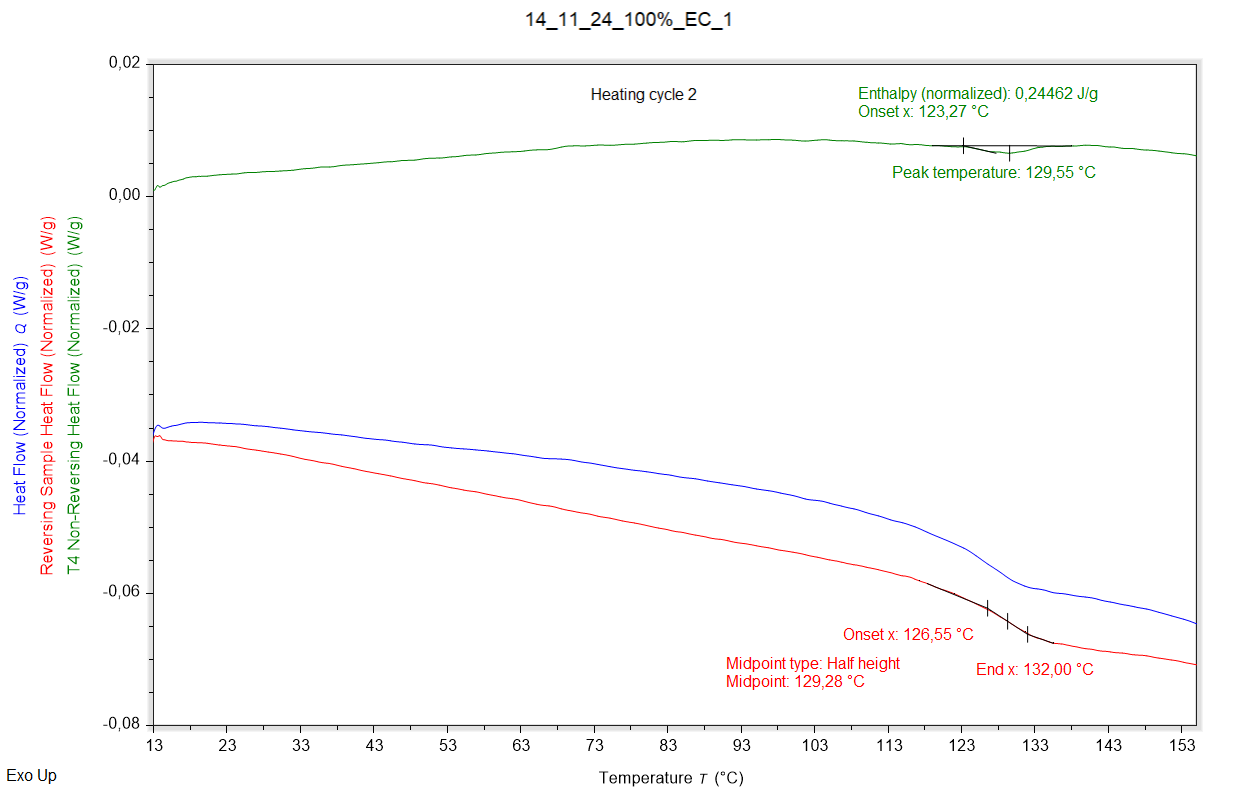 14_11_24_100%_EC_1
Heating cycle 2
Enthalpy (normalized): 0,24462 J/g
Onset x: 123,27 °C
Peak temperature: 129,55 °C
Heat Flow (Normalized) Q (W/g)
Reversing Sample Heat Flow (Normalized) (W/g)
T4 Non-Reversing Heat Flow (Normalized) (W/g)
0,02
0,00
-0,02
-0,04
-0,06
-0,08
Onset x: 126,55 °C
Midpoint type: Half height
Midpoint: 129,28 °C
End x: 132,00 °C
13 23 33 43 53 63 73 83 93 103 113 123 133 143 153
Exo Up
Temperature T (°C)